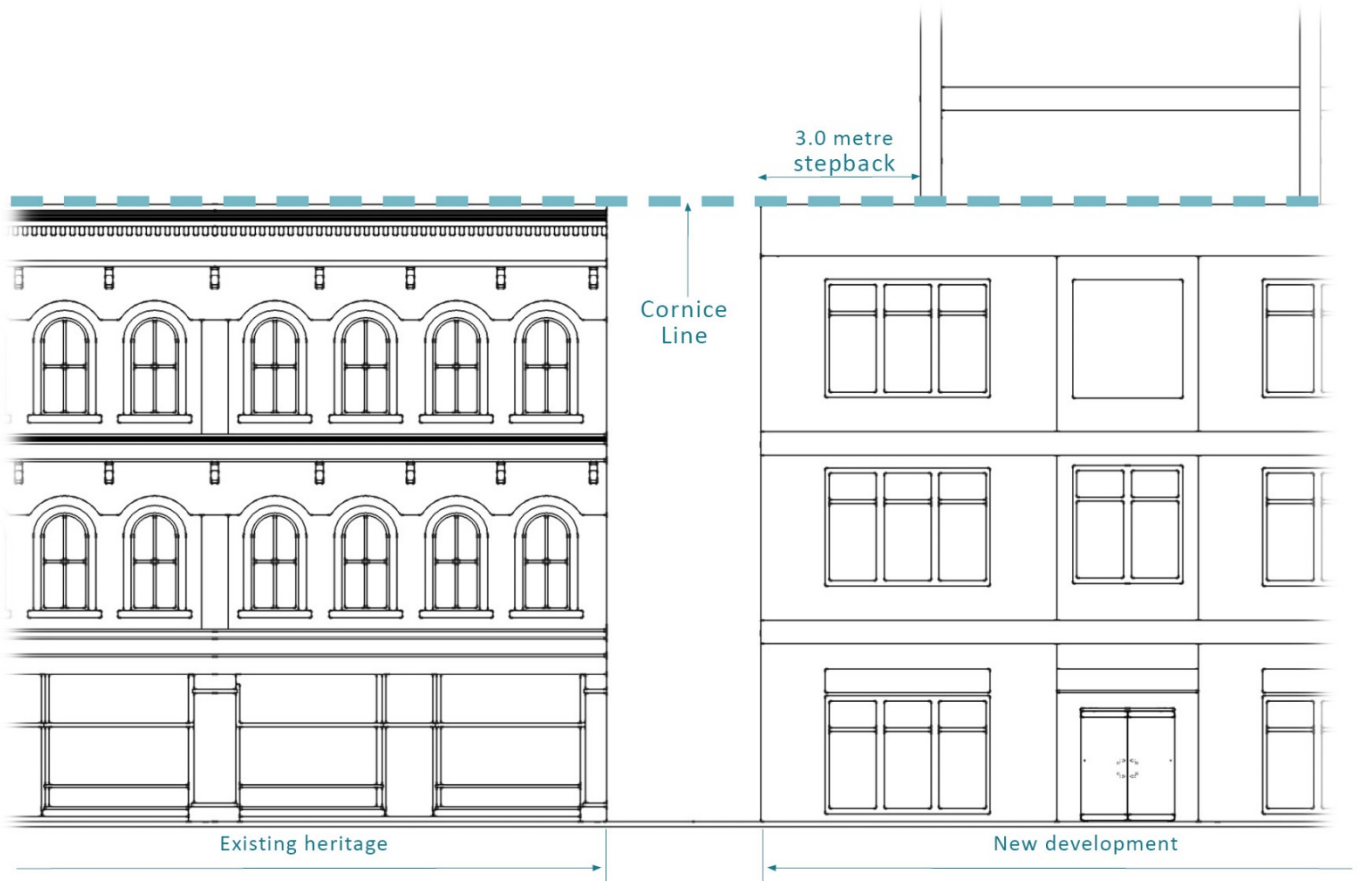 3.0 metre
stepback
Cornice
Line
Existing heritage
New development